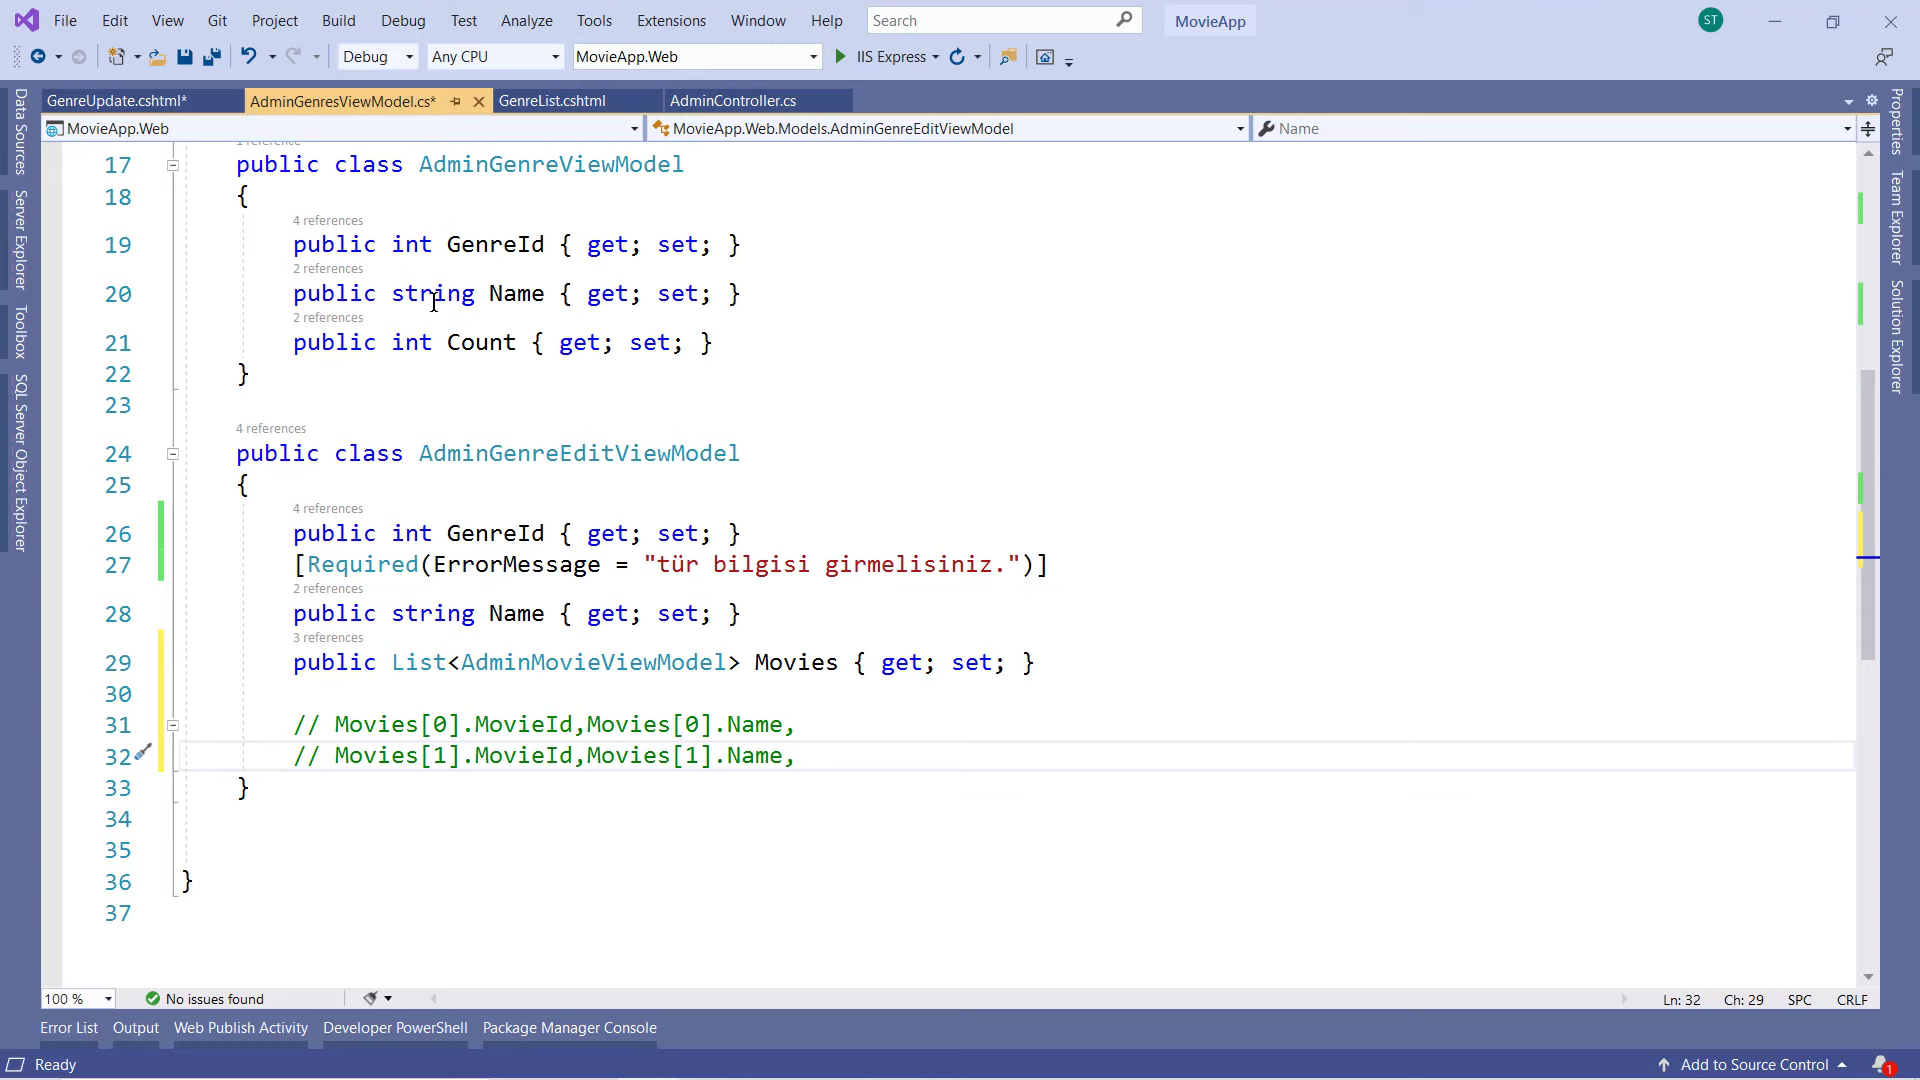 File Edit View Git Project Build Debug Test Analyze Tools Extensions Window Help Search MovieApp ST
Debug Any CPU MovieApp.Web IIS Express
GenreUpdate.cshtml* AdminGenresViewModel.cs* GenreList.cshtml AdminController.cs
MovieApp.Web MovieApp.Web.Models.AdminGenreEditViewModel Name
Data Sources
Server Explorer
Toolbox
SQL Server Object Explorer
1 reference
17 public class AdminGenreViewModel
18 {
4 references
19 public int GenreId { get; set; }
2 references
20 public string Name { get; set; }
2 references
21 public int Count { get; set; }
22 }
23
4 references
24 public class AdminGenreEditViewModel
25 {
4 references
26 public int GenreId { get; set; }
27 [Required(ErrorMessage = "tür bilgisi girmelisiniz.")]
2 references
28 public string Name { get; set; }
3 references
29 public List<AdminMovieViewModel> Movies { get; set; }
30
31 // Movies[0].MovieId,Movies[0].Name,
32 // Movies[1].MovieId,Movies[1].Name,
33 }
34
35
36 }
37
Properties
Team Explorer
Solution Explorer
100 % No issues found Ln: 32 Ch: 29 SPC CRLF
Error List Output Web Publish Activity Developer PowerShell Package Manager Console
Ready Add to Source Control 1